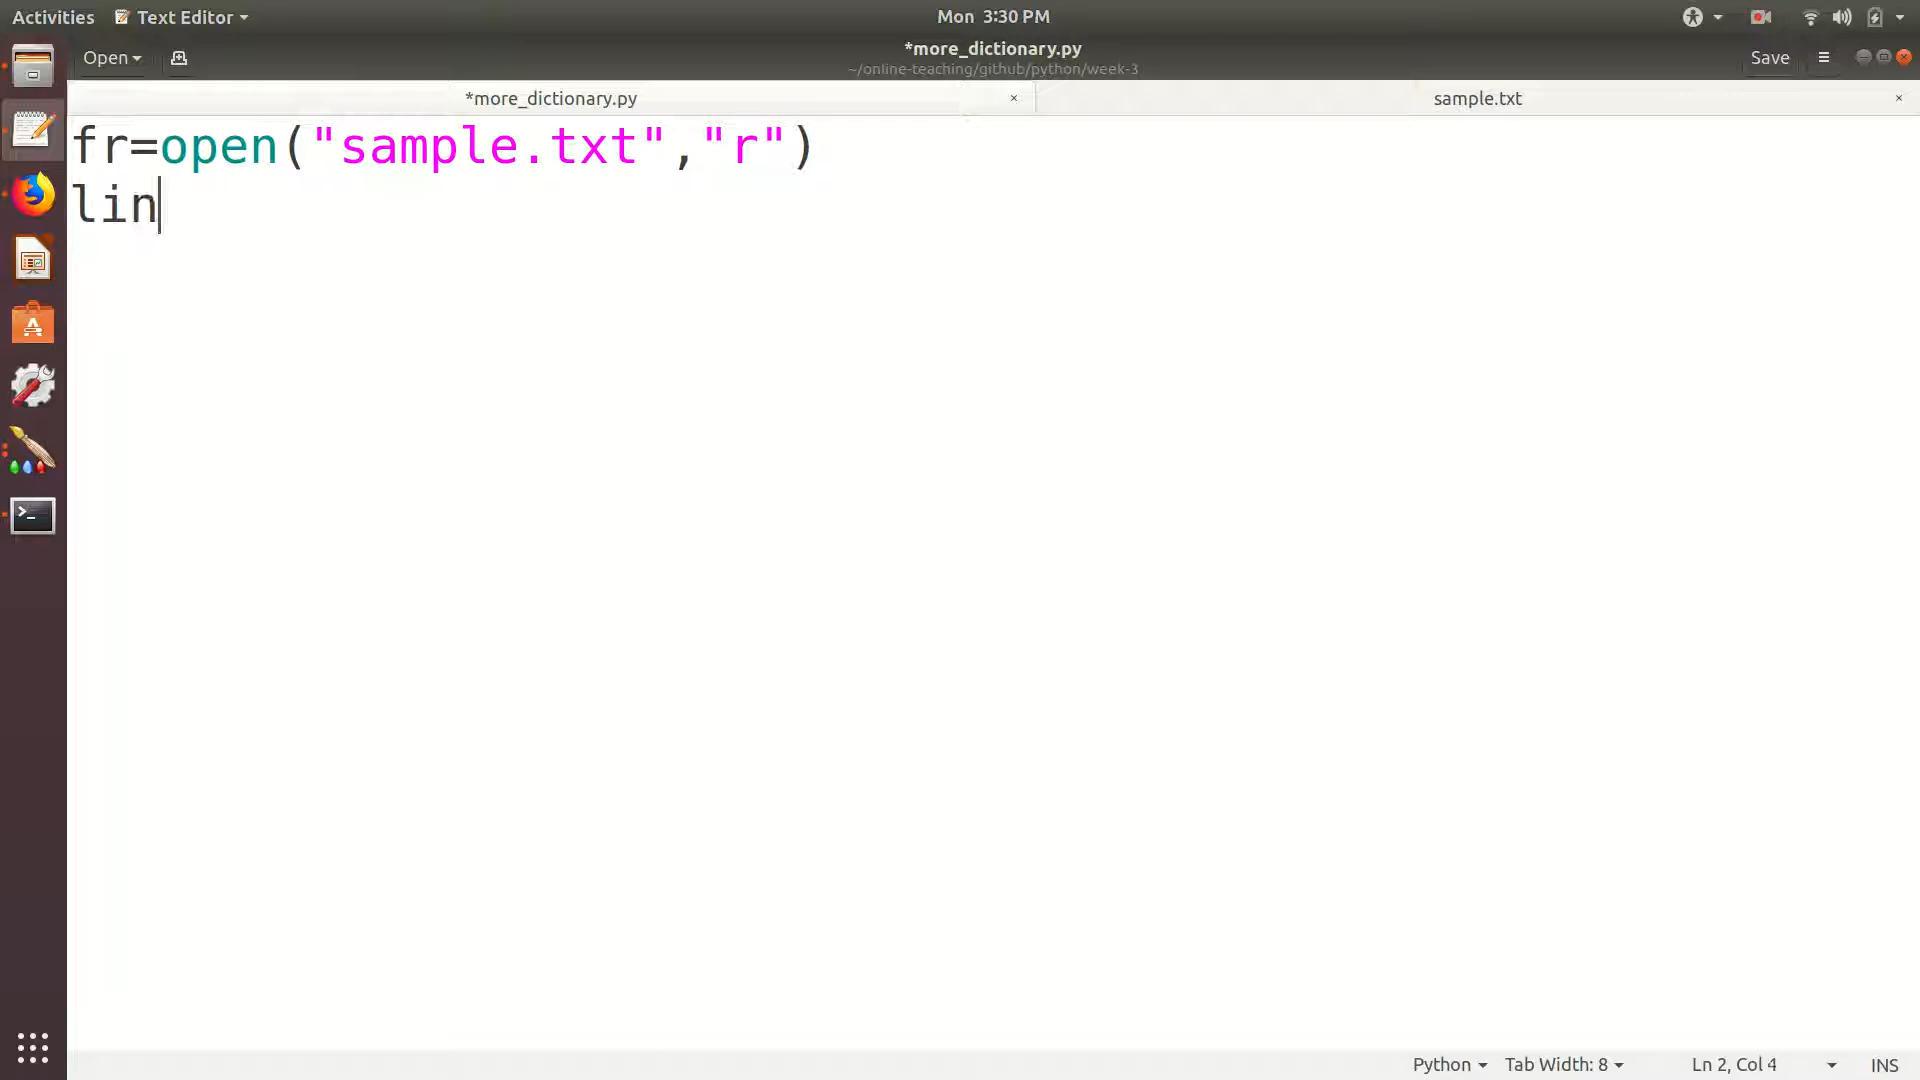 Activities Text Editor Mon 3:30 PM
Open *more_dictionary.py Save
~/online-teaching/github/python/week-3
*more_dictionary.py × sample.txt ×
fr=open("sample.txt","r")
lin
Python Tab Width: 8 Ln 2, Col 4 INS